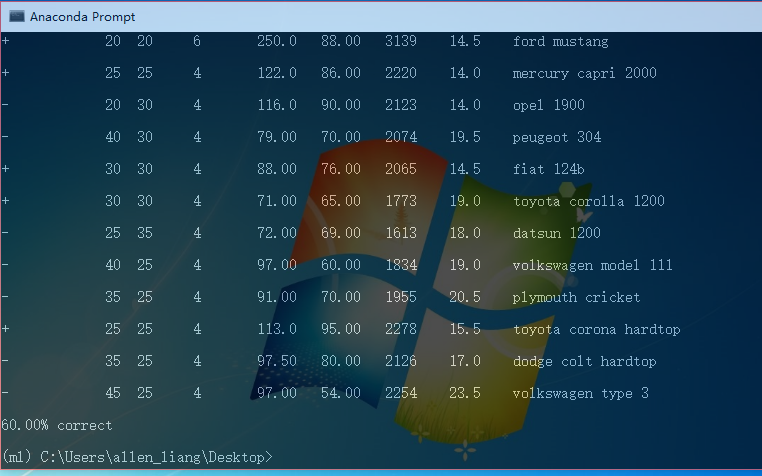 Anaconda Prompt
+ 20 20 6 250.0 88.00 3139 14.5 ford mustang
+ 25 25 4 122.0 86.00 2220 14.0 mercury capri 2000
- 20 30 4 116.0 90.00 2123 14.0 opel 1900
- 40 30 4 79.00 70.00 2074 19.5 peugeot 304
+ 30 30 4 88.00 76.00 2065 14.5 fiat 124b
+ 30 30 4 71.00 65.00 1773 19.0 toyota corolla 1200
- 25 35 4 72.00 69.00 1613 18.0 datsun 1200
- 40 25 4 97.00 60.00 1834 19.0 volkswagen model 111
- 35 25 4 91.00 70.00 1955 20.5 plymouth cricket
+ 25 25 4 113.0 95.00 2278 15.5 toyota corona hardtop
- 35 25 4 97.50 80.00 2126 17.0 dodge colt hardtop
- 45 25 4 97.00 54.00 2254 23.5 volkswagen type 3
60.00% correct
(ml) C:\Users\allen_liang\Desktop>